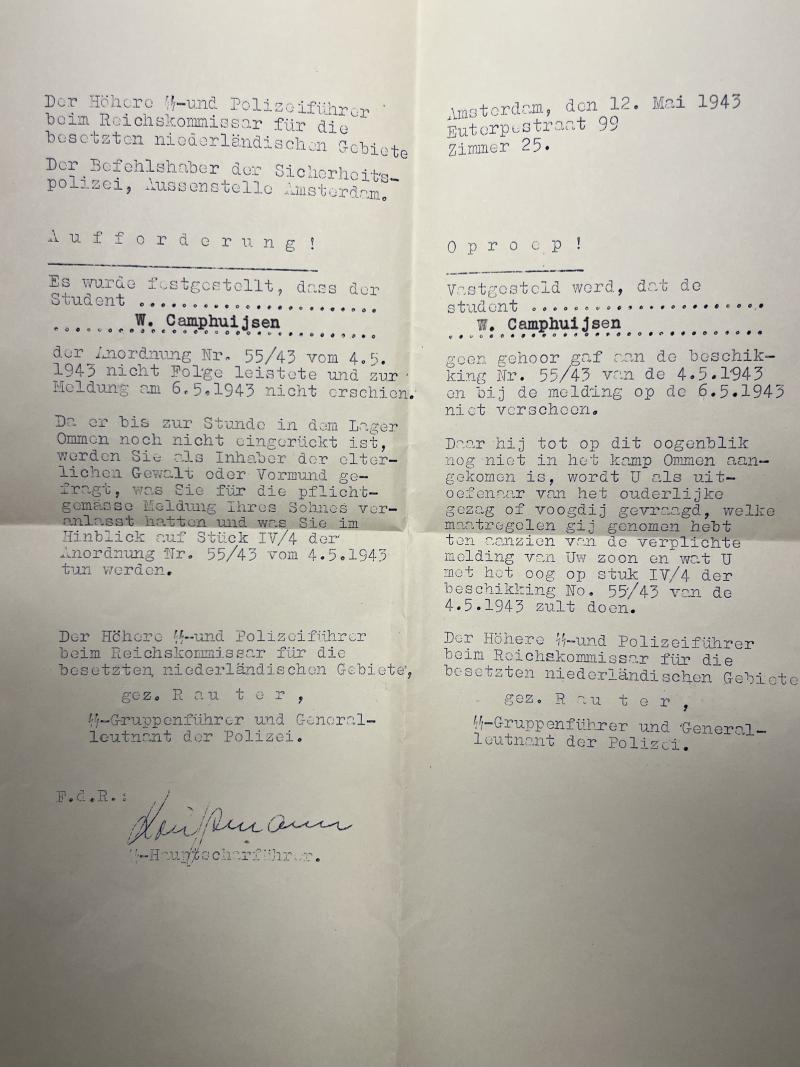 Der Höhere ᛋᛋ-und Polizeiführer
beim Reichskommissar für die
besetzten niederländischen Gebiete
Der Befehlshaber der Sicherheits-
polizei, Aussenstelle Amsterdam.
A u f f o r d e r u n g !
Es wurde festgestellt, dass der
Student .......................
W. Camphuijsen
der Anordnung Nr. 55/43 vom 4.5.
1943 nicht Folge leistete und zur
Meldung am 6.5.1943 nicht erschien.
Da er bis zur Stunde in dem Lager
Ommen noch nicht eingerückt ist,
werden Sie als Inhaber der elter-
lichen Gewalt oder Vormund ge-
fragt, was Sie für die pflicht-
gemässe Meldung Ihres Sohnes ver-
anlasst hatten und was Sie im
Hinblick auf Stück IV/4 der
Anordnung Nr. 55/43 vom 4.5.1943
tun werden.
Der Höhere ᛋᛋ-und Polizeiführer
beim Reichskommissar für die
besetzten niederländischen Gebiete,
gez. R a u t e r ,
ᛋᛋ-Gruppenführer und General-
leutnant der Polizei.
F.d.R.:
ᛋᛋ-Hauptscharführer.
Amsterdam, den 12. Mai 1943
Euterpestraat 99
Zimmer 25.
O p r o e p !
Vastgesteld werd, dat de
student .......................
W. Camphuijsen
geen gehoor gaf aan de beschik-
king Nr. 55/43 van de 4.5.1943
en bij de melding op de 6.5.1943
niet verscheen.
Daar hij tot op dit oogenblik
nog niet in het kamp Ommen aan-
gekomen is, wordt U als uit-
oefenaar van het ouderlijke
gezag of voogdij gevraagd, welke
maatregelen gij genomen hebt
ten aanzien van de verplichte
melding van Uw zoon en wat U
met het oog op stuk IV/4 der
beschikking No. 55/43 van de
4.5.1943 zult doen.
Der Höhere ᛋᛋ-und Polizeiführer
beim Reichskommissar für die
besetzten niederländischen Gebiete
gez. R a u t e r ,
ᛋᛋ-Gruppenführer und General-
leutnant der Polizei.